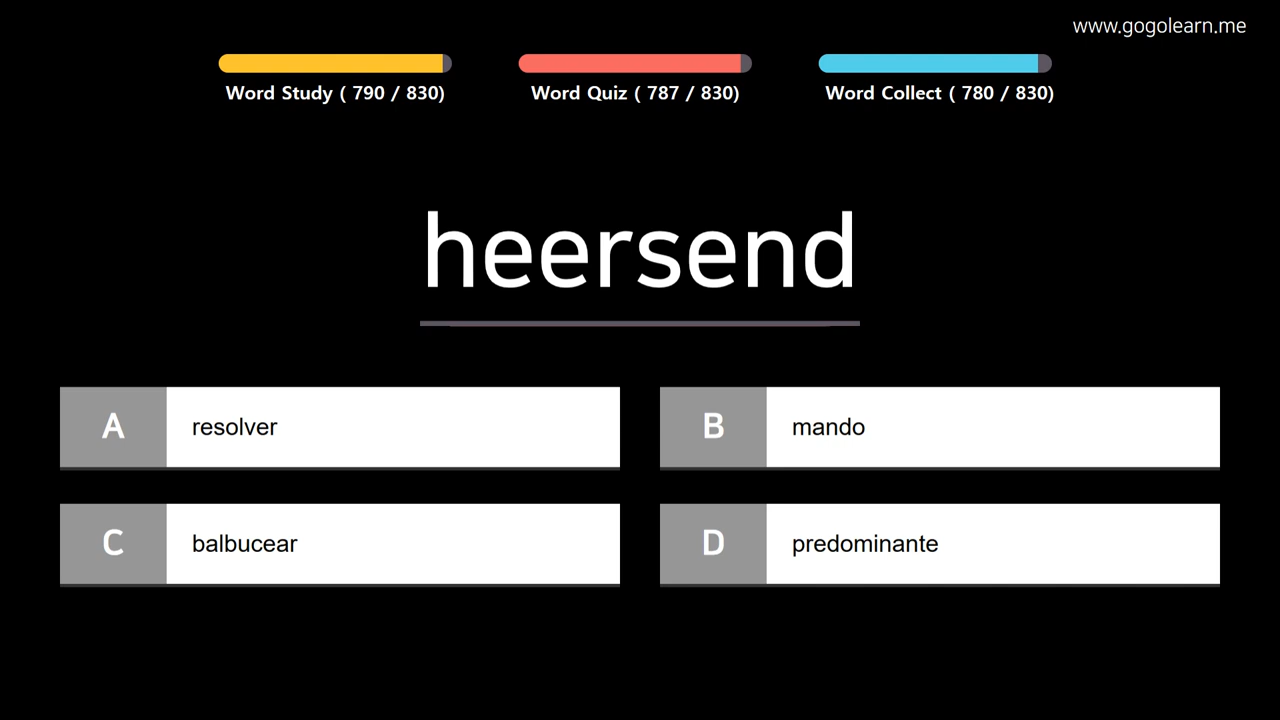 www.gogolearn.me
Word Study ( 790 / 830)
Word Quiz ( 787 / 830)
Word Collect ( 780 / 830)
heersend
A resolver
B mando
C balbucear
D predominante